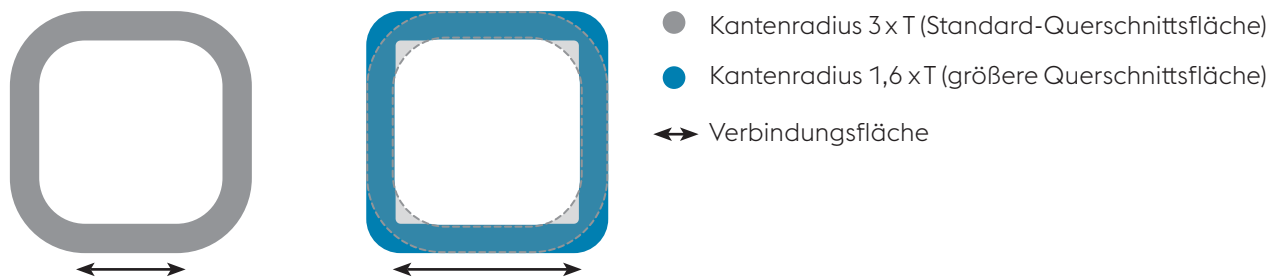 Kantenradius 3 x T (Standard-Querschnittsfläche)
Kantenradius 1,6 x T (größere Querschnittsfläche)
Verbindungsfläche